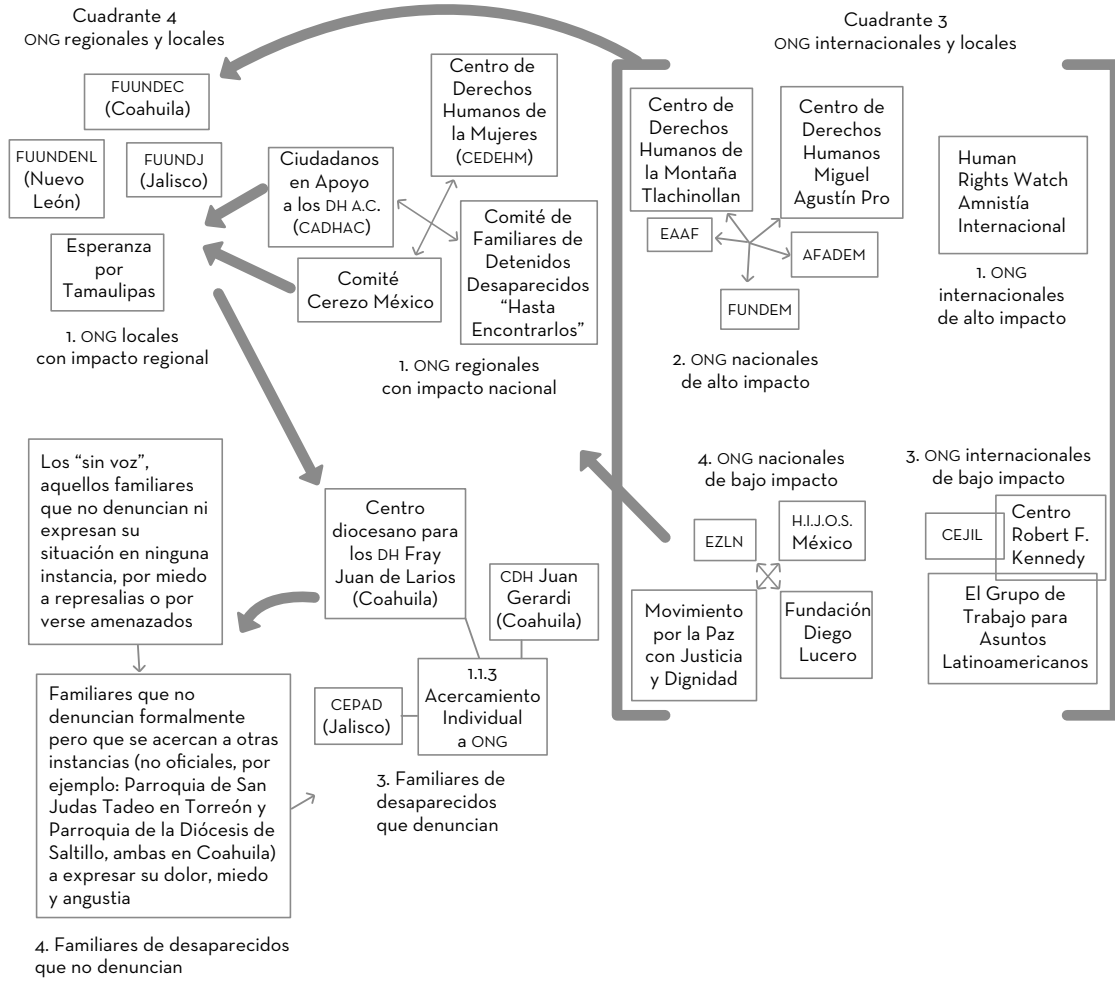 Cuadrante 4
ONG regionales y locales
FUUNDEC
(Coahuila)
FUUNDENL
(Nuevo
León)
FUUNDJ
(Jalisco)
Esperanza
por
Tamaulipas
1. ONG locales
con impacto regional
Ciudadanos
en Apoyo
a los DH A.C.
(CADHAC)
Centro de
Derechos
Humanos de
la Mujeres
(CEDEHM)
Comité
Cerezo México
Comité de
Familiares de
Detenidos
Desaparecidos
“Hasta
Encontrarlos”
1. ONG regionales
con impacto nacional
Cuadrante 3
ONG internacionales y locales
Centro de
Derechos
Humanos de
la Montaña
Tlachinollan
Centro de
Derechos
Humanos
Miguel
Agustín Pro
EAAF
AFADEM
FUNDEM
2. ONG nacionales
de alto impacto
Human
Rights Watch
Amnistía
Internacional
1. ONG
internacionales
de alto impacto
4. ONG nacionales
de bajo impacto
EZLN
H.I.J.O.S.
México
Movimiento
por la Paz
con Justicia
y Dignidad
Fundación
Diego
Lucero
3. ONG internacionales
de bajo impacto
CEJIL
Centro
Robert F.
Kennedy
El Grupo de
Trabajo para
Asuntos
Latinoamericanos
Los “sin voz”,
aquellos familiares
que no denuncian ni
expresan su
situación en ninguna
instancia, por miedo
a represalias o por
verse amenazados
Familiares que no
denuncian formalmente
pero que se acercan a otras
instancias (no oficiales, por
ejemplo: Parroquia de San
Judas Tadeo en Torreón y
Parroquia de la Diócesis de
Saltillo, ambas en Coahuila)
a expresar su dolor, miedo
y angustia
4. Familiares de desaparecidos
que no denuncian
Centro
diocesano para
los DH Fray
Juan de Larios
(Coahuila)
CDH Juan
Gerardi
(Coahuila)
CEPAD
(Jalisco)
1.1.3
Acercamiento
Individual
a ONG
3. Familiares de
desaparecidos
que denuncian